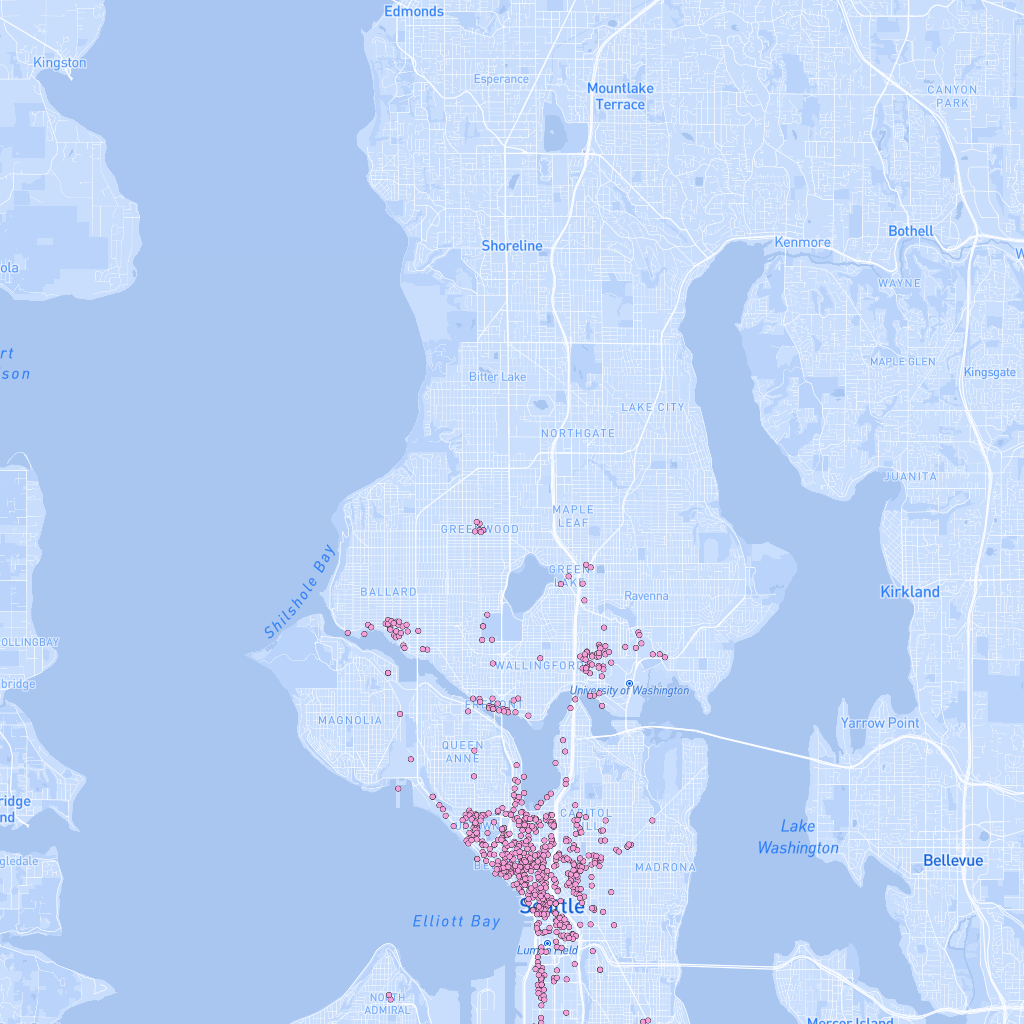 Edmonds
Kingston
Esperance
Mountlake
Terrace
CANYON
PARK
Bothell
Shoreline
Kenmore
ola
W
WAYNE
rt
son
MAPLE GLEN
Kingsgate
Bitter Lake
LAKE CITY
NORTHGATE
JUANITA
MAPLE
LEAF
GREENWOOD
GREEN
LAKE
Shilshole Bay
BALLARD
Ravenna
Kirkland
OLLINGBAY
WALLINGFORD
bridge
University of Washington
FREMONT
MAGNOLIA
Yarrow Point
QUEEN
ANNE
ridge
nd
CAPITOL
HILL
Lake
Washington
gledale
BE
MADRONA
Bellevue
Seattle
Elliott Bay
Lumen Field
NORTH
ADMIRAL
Mercer Island